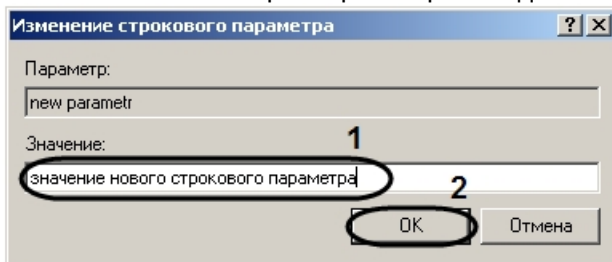 Изменение строкового параметра
Параметр:
new parametr
Значение:
1
значение нового строкового параметра
2
OK Отмена